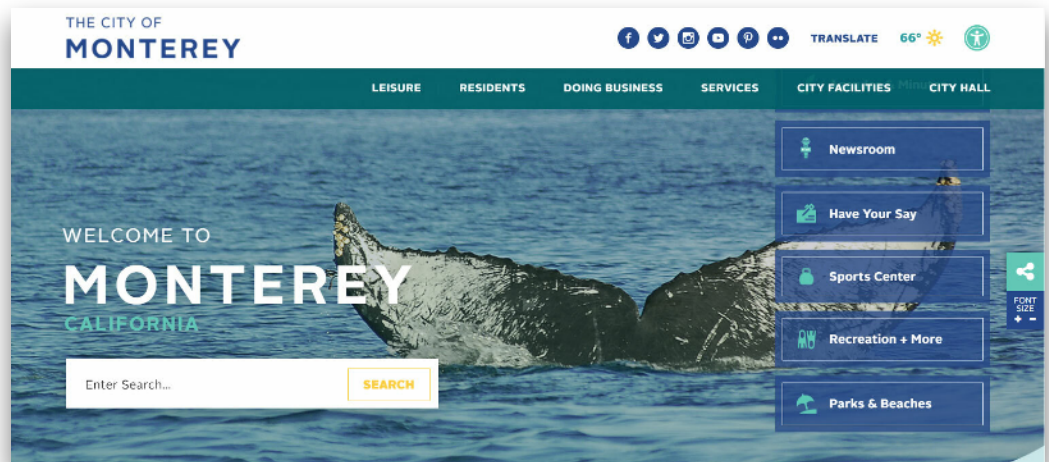 THE CITY OF
MONTEREY
TRANSLATE 66°
LEISURE RESIDENTS DOING BUSINESS SERVICES CITY FACILITIES CITY HALL
Newsroom
Have Your Say
WELCOME TO
MONTEREY
CALIFORNIA
Sports Center
FONT
SIZE
+ -
Recreation + More
Enter Search...
SEARCH
Parks & Beaches